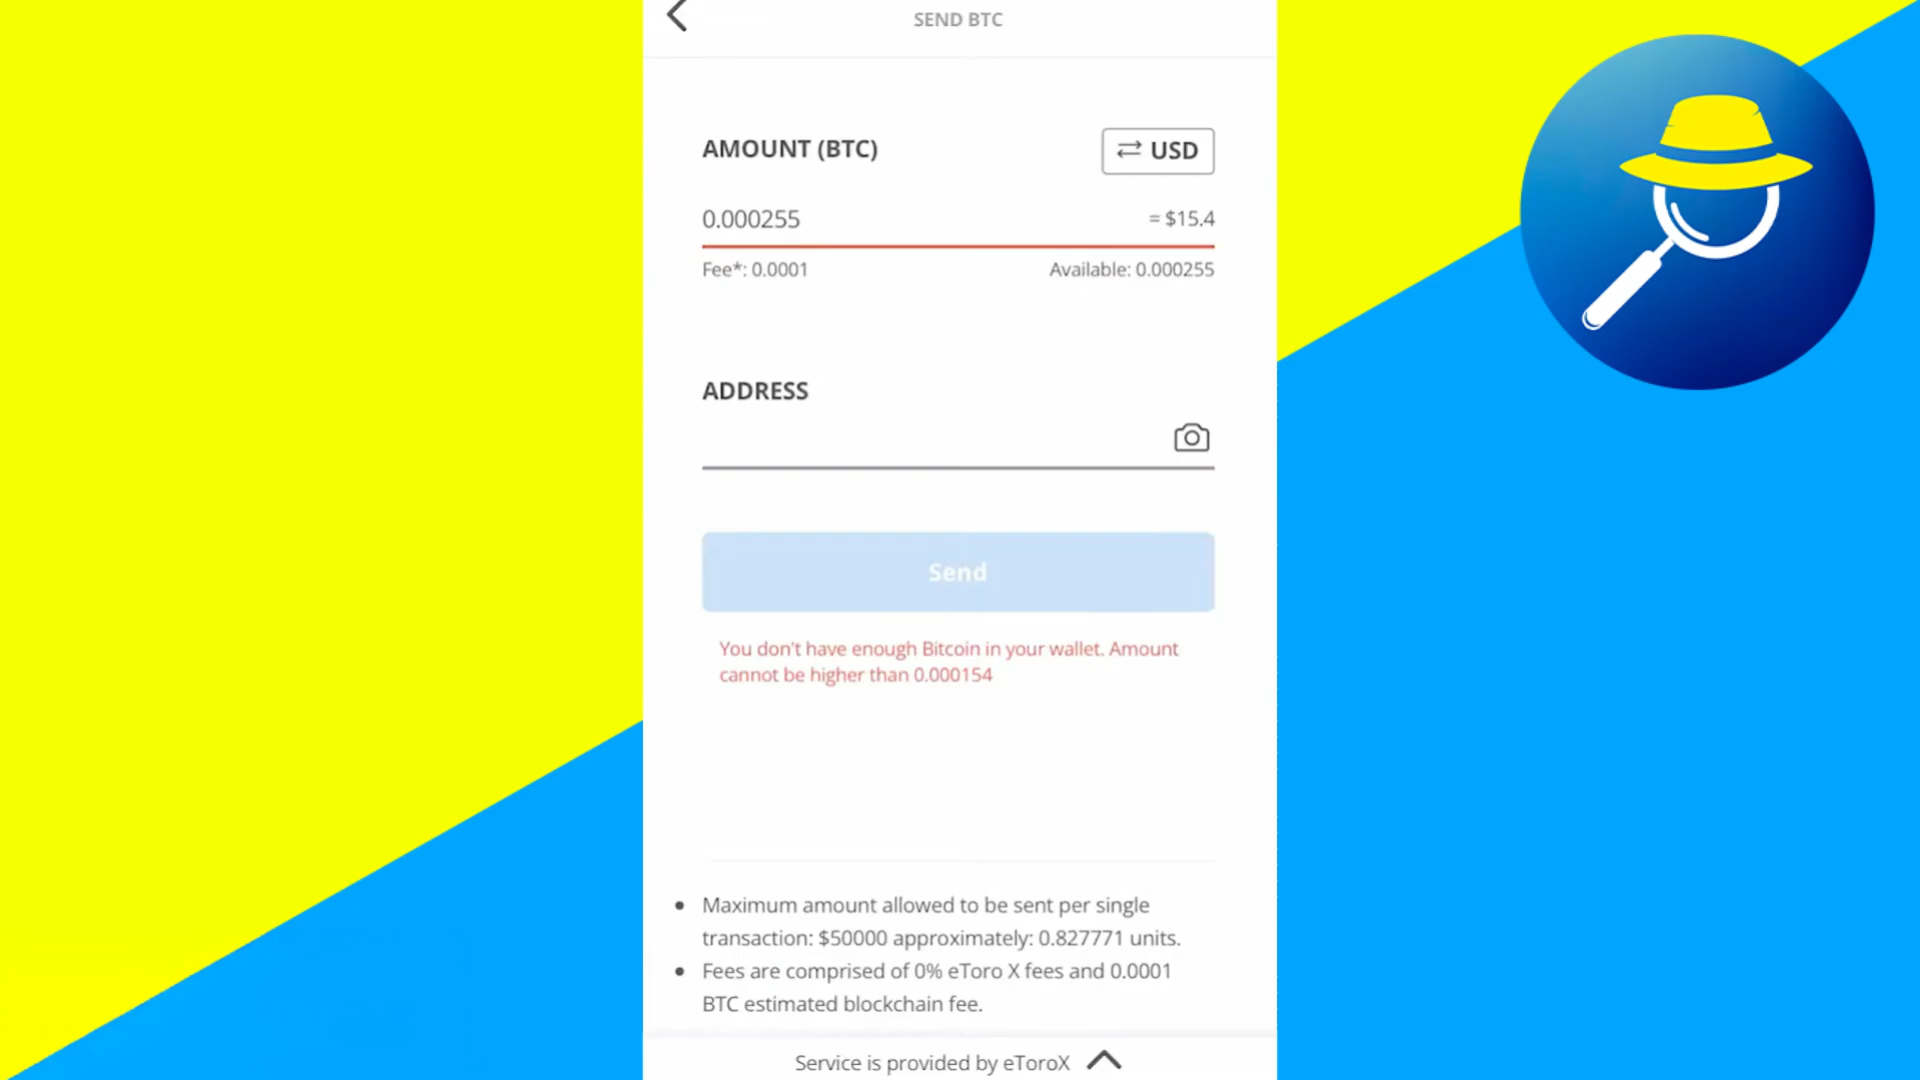 SEND BTC
AMOUNT (BTC)
USD
0.000255
= $15.4
Fee*: 0.0001
Available: 0.000255
ADDRESS
Send
You don't have enough Bitcoin in your wallet. Amount
cannot be higher than 0.000154
• Maximum amount allowed to be sent per single
transaction: $50000 approximately: 0.827771 units.
• Fees are comprised of 0% eToro X fees and 0.0001
BTC estimated blockchain fee.
Service is provided by eToroX